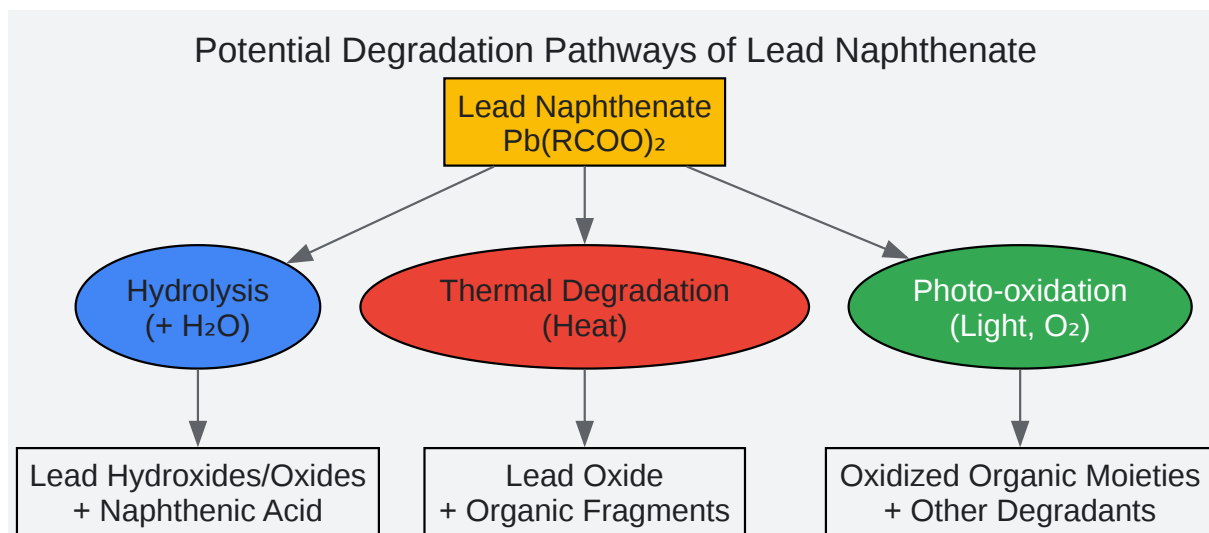 Potential Degradation Pathways of Lead Naphthenate
Lead Naphthenate
Pb(RCOO)₂
Hydrolysis
(+ H₂O)
Thermal Degradation
(Heat)
Photo-oxidation
(Light, O₂)
Lead Hydroxides/Oxides
+ Naphthenic Acid
Lead Oxide
+ Organic Fragments
Oxidized Organic Moieties
+ Other Degradants